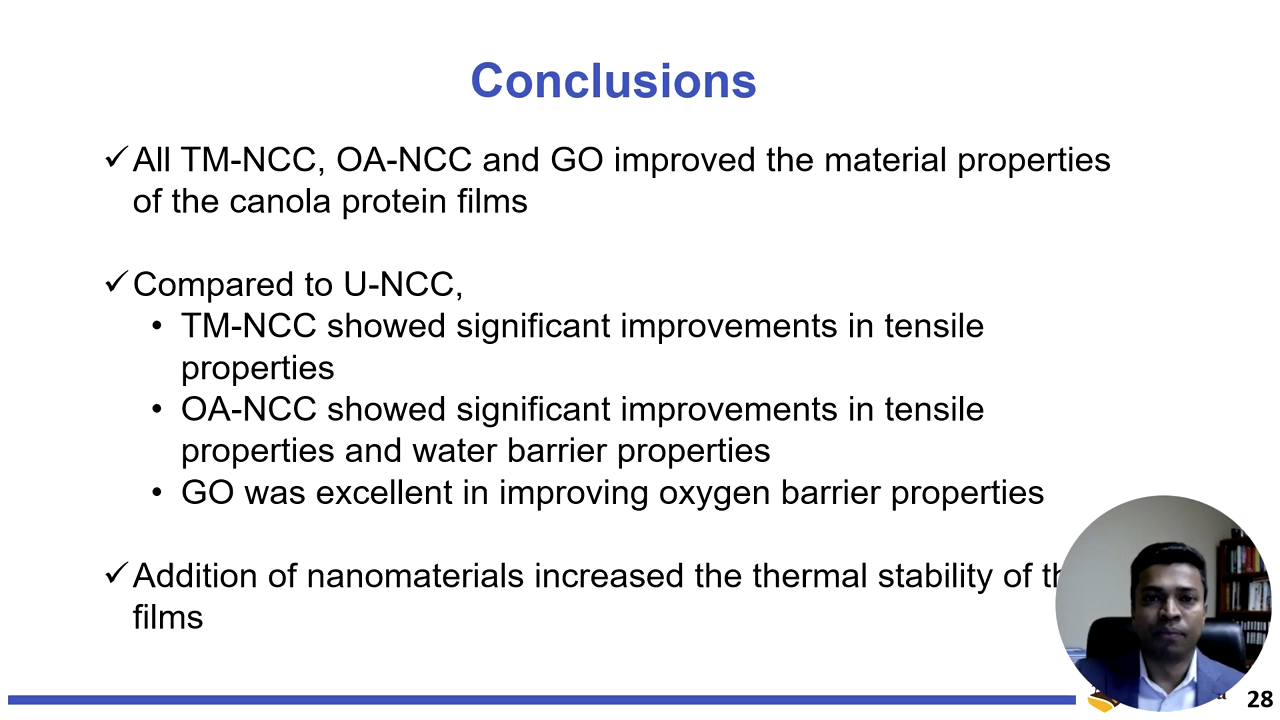 Conclusions
✓All TM-NCC, OA-NCC and GO improved the material properties
of the canola protein films
✓Compared to U-NCC,
• TM-NCC showed significant improvements in tensile
properties
• OA-NCC showed significant improvements in tensile
properties and water barrier properties
• GO was excellent in improving oxygen barrier properties
✓Addition of nanomaterials increased the thermal stability of
films
28